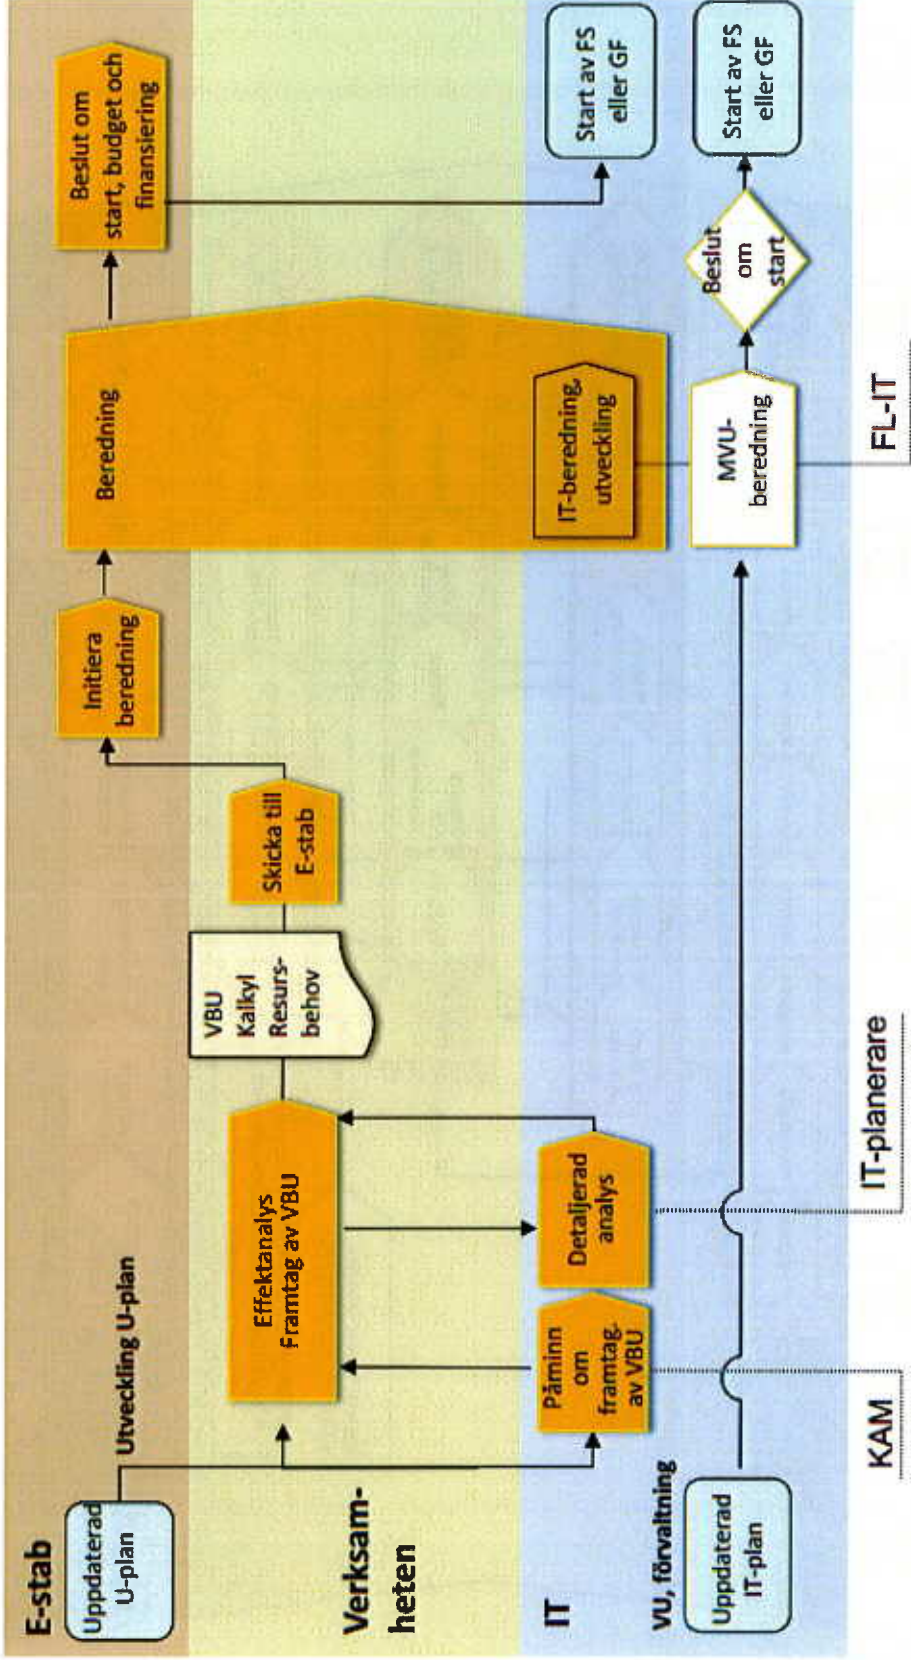 E-stab
Uppdaterad
U-plan
Utveckling U-plan
Initiera
beredning
Beredning
Beslut om
start, budget och
finansiering
Verksam-
heten
Effektanalys
Framtag av VBU
VBU
Kalkyl
Resurs-
behov
Skicka till
E-stab
IT
Påminn
om
framtag.
av VBU
Detaljerad
analys
IT-beredning,
utveckling
Start av FS
eller GF
VU, förvaltning
Uppdaterad
IT-plan
MVU-
beredning
Beslut
om
start
Start av FS
eller GF
KAM
IT-planerare
FL-IT